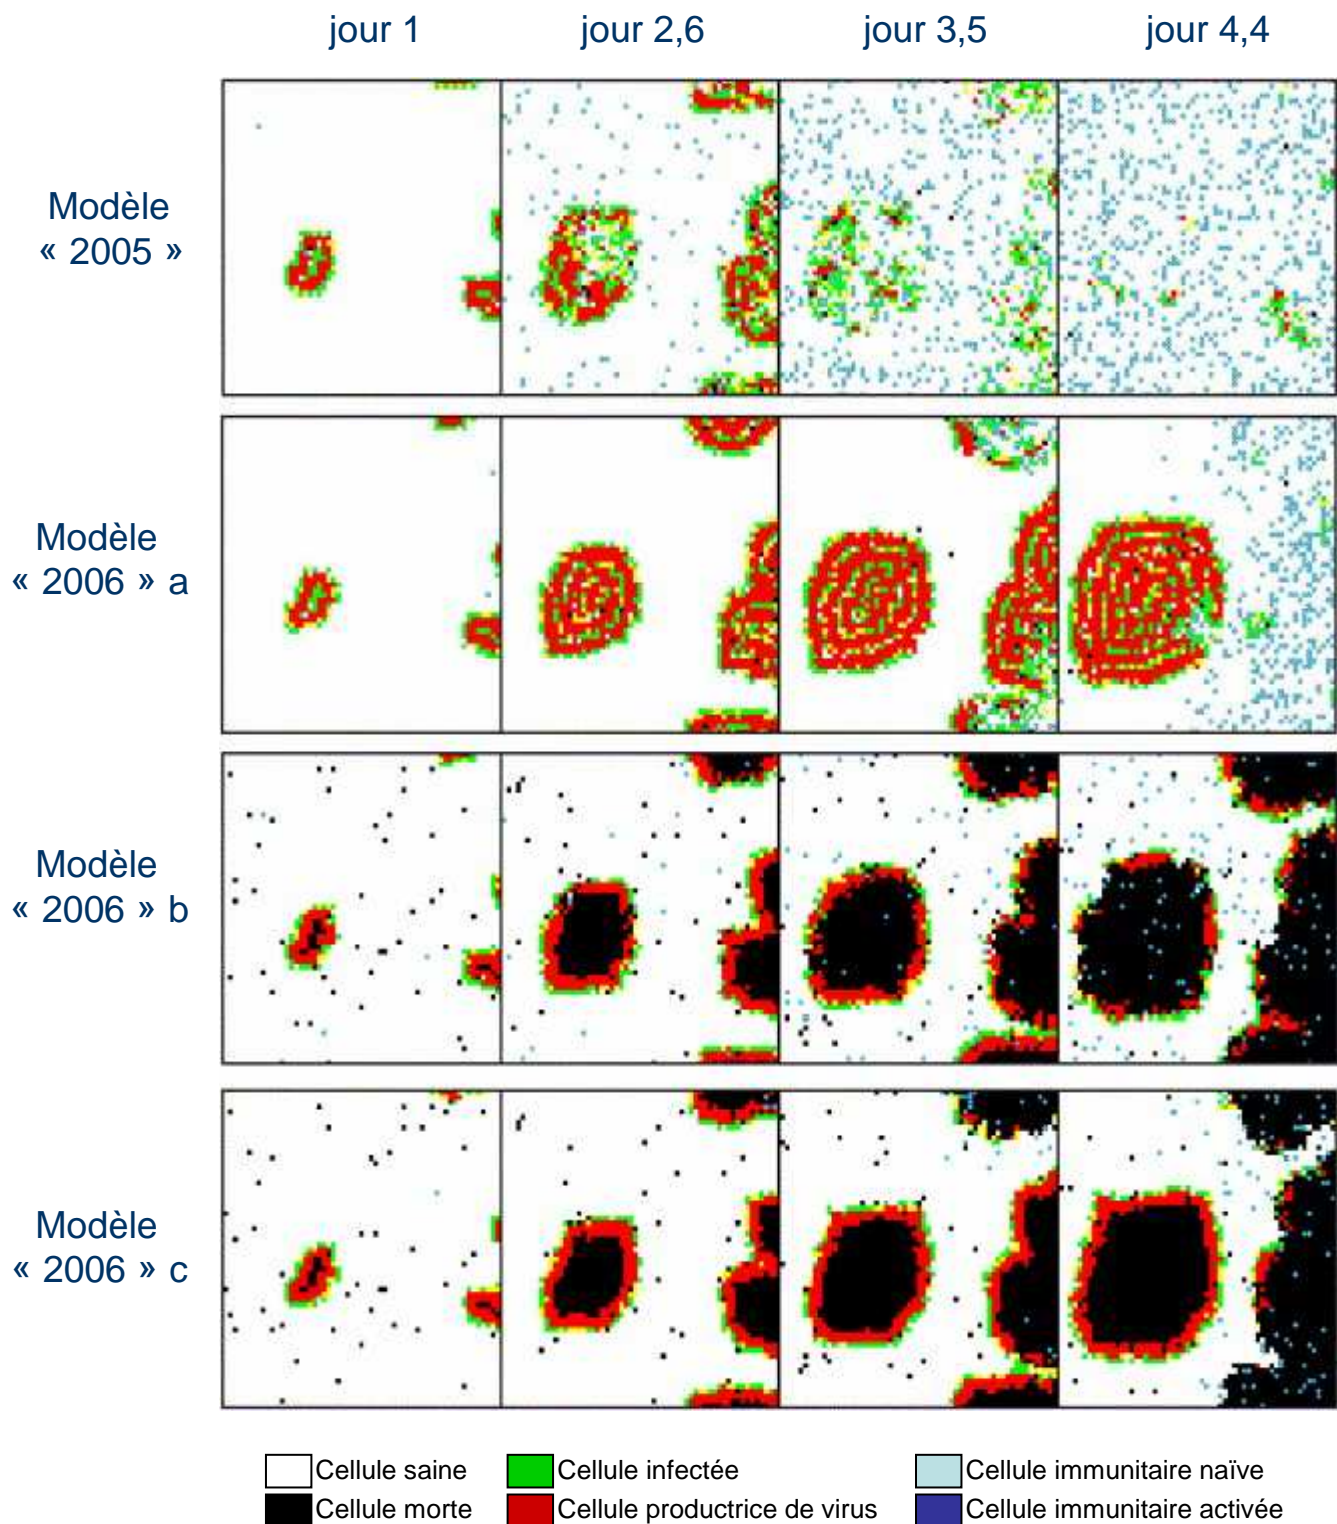 jour 1 jour 2,6 jour 3,5 jour 4,4
Modèle
« 2005 »
Modèle
« 2006 » a
Modèle
« 2006 » b
Modèle
« 2006 » c
Cellule saine Cellule infectée Cellule immunitaire naïve
Cellule morte Cellule productrice de virus Cellule immunitaire activée